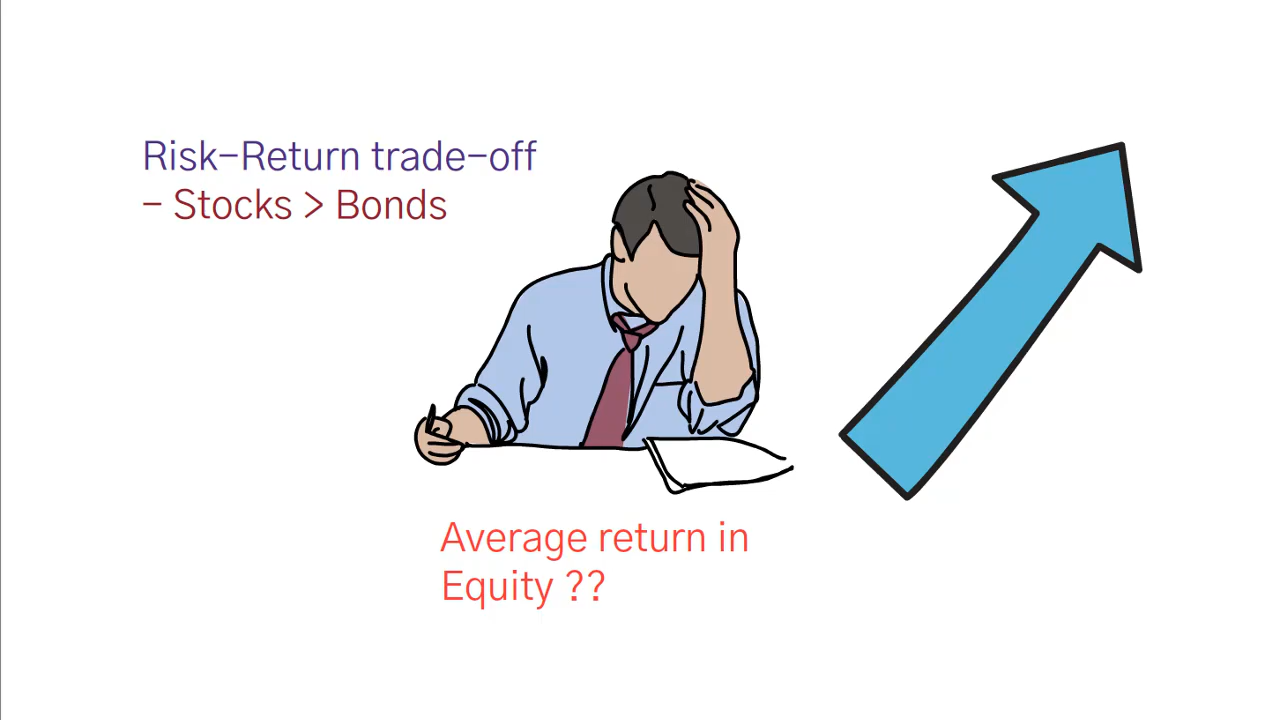 Risk-Return trade-off
- Stocks > Bonds
Average return in
Equity ??